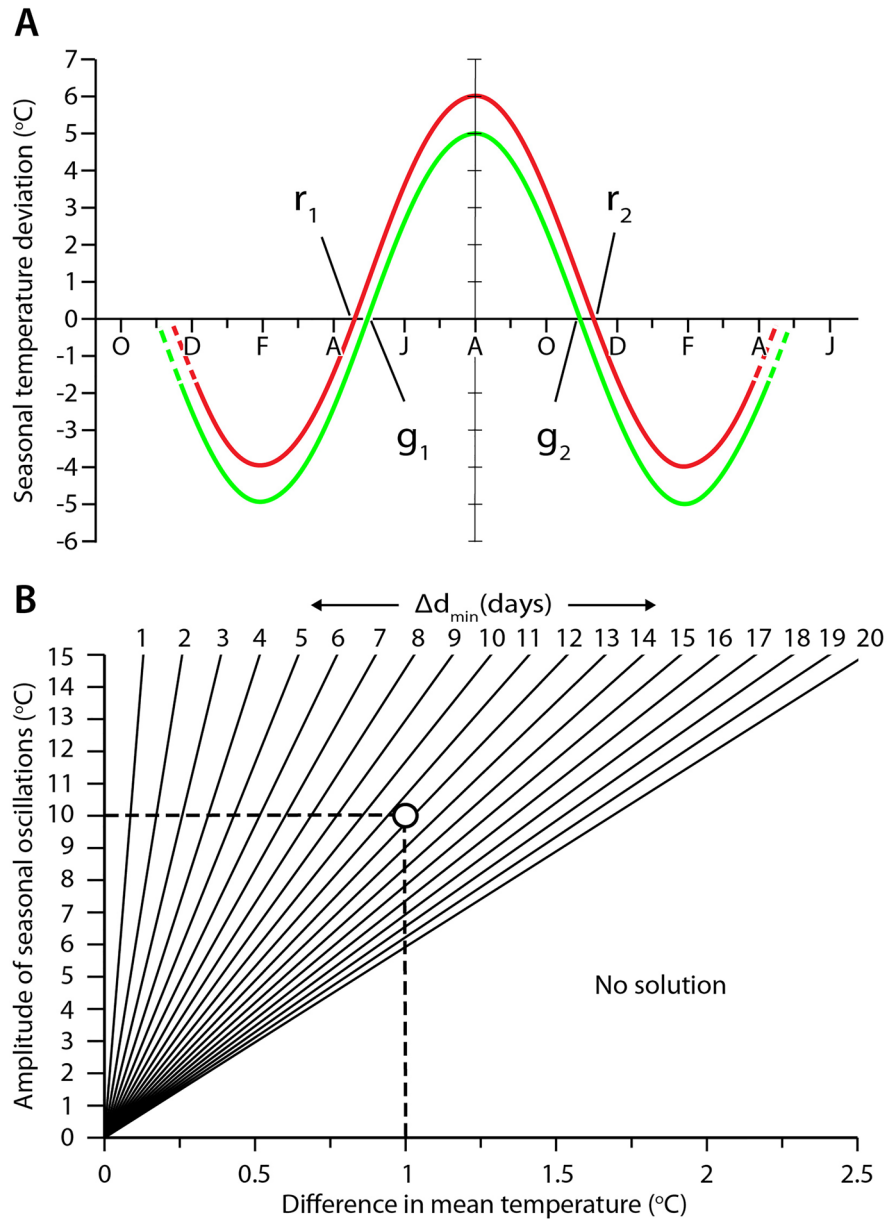 A
Seasonal temperature deviation (°C)
7
6
5
4
3
2
1
0
-1
-2
-3
-4
-5
-6
r1
r2
O D F A J A O D F A J
g1
g2
B
Δdmin(days)
1 2 3 4 5 6 7 8 9 10 11 12 13 14 15 16 17 18 19 20
Amplitude of seasonal oscillations (°C)
15
14
13
12
11
10
9
8
7
6
5
4
3
2
1
0
No solution
0 0.5 1 1.5 2 2.5
Difference in mean temperature (°C)